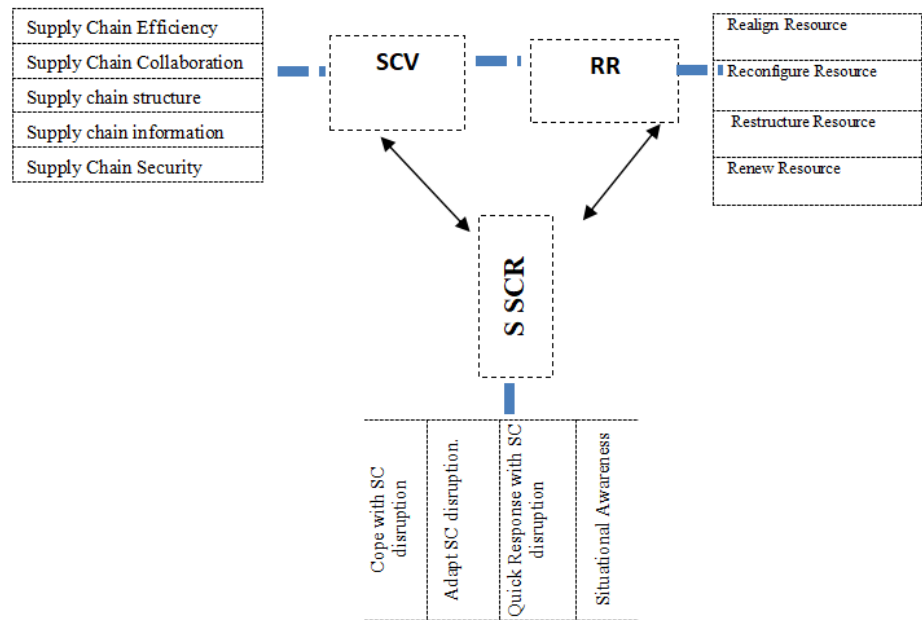 Supply Chain Efficiency
Supply Chain Collaboration
Supply chain structure
Supply chain information
Supply Chain Security
SCV
RR
Realign Resource
Reconfigure Resource
Restructure Resource
Renew Resource
S SCR
Cope with SC
disruption
Adapt SC disruption.
Quick Response with SC
disruption
Situational Awareness